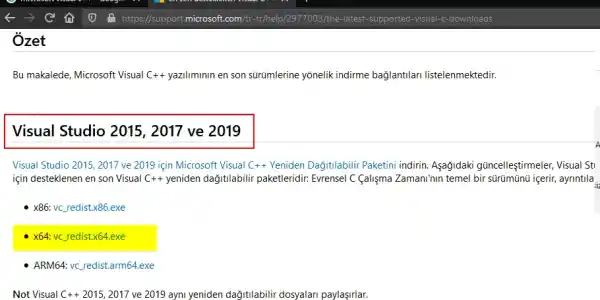 https://support.microsoft.com/tr-tr/help/2977003/the-latest-supported-visual-c-downloads
Özet
Bu makalede, Microsoft Visual C++ yazılımının en son sürümlerine yönelik indirme bağlantıları listelenmektedir.
Visual Studio 2015, 2017 ve 2019
Visual Studio 2015, 2017 ve 2019 için Microsoft Visual C++ Yeniden Dağıtılabilir Paketini indirin. Aşağıdaki güncelleştirmeler, Visual St
için desteklenen en son Visual C++ yeniden dağıtılabilir paketleridir: Evrensel C Çalışma Zamanı'nın temel bir sürümünü içerir, ayrıntıla
• x86: vc_redist.x86.exe
• x64: vc_redist.x64.exe
• ARM64: vc_redist.arm64.exe
Not Visual C++ 2015, 2017 ve 2019 aynı yeniden dağıtılabilir dosyaları paylaşırlar.